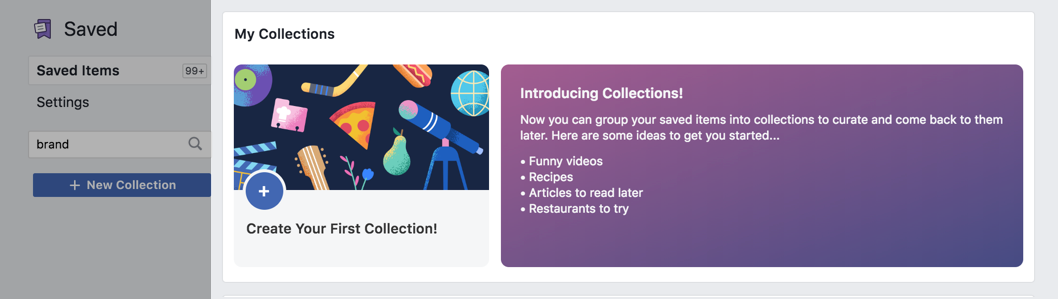 Saved
Saved Items 99+
Settings
brand
+ New Collection
My Collections
Create Your First Collection!
Introducing Collections!
Now you can group your saved items into collections to curate and come back to them
later. Here are some ideas to get you started...
• Funny videos
• Recipes
• Articles to read later
• Restaurants to try